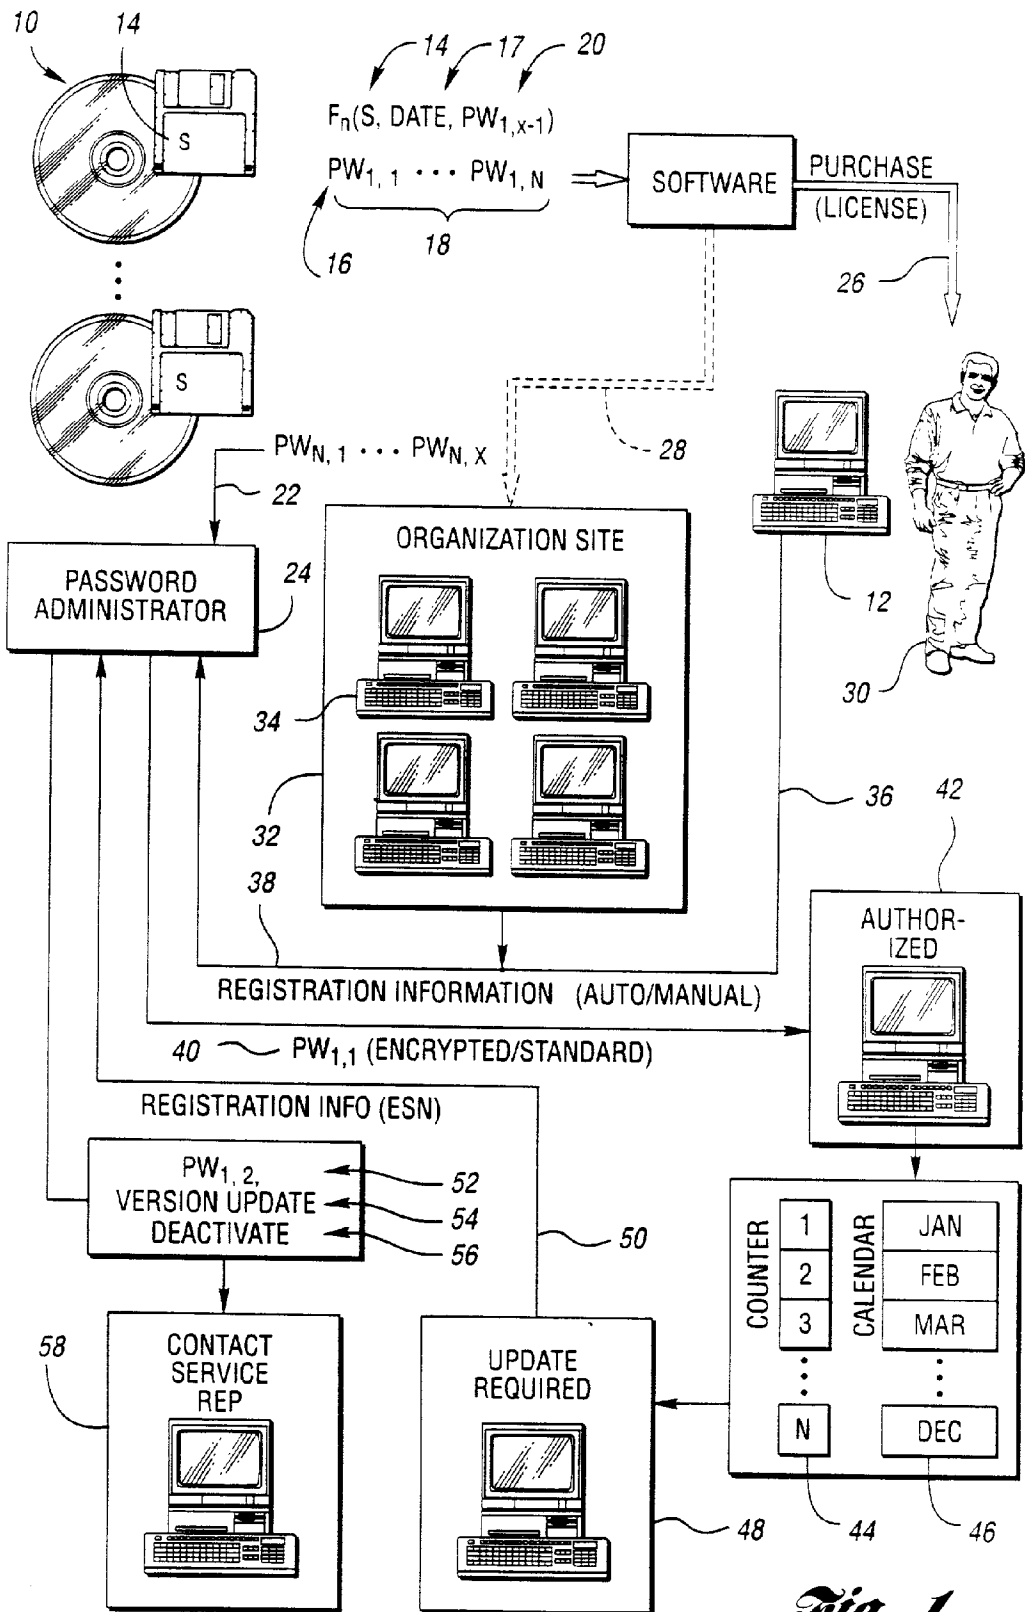 10
14
14
17
20
Fn(S, DATE, PW1,x-1)
S
PW1, 1 ··· PW1, N
16
18
SOFTWARE
PURCHASE
(LICENSE)
26
S
28
PWN, 1 ··· PWN, X
22
12
30
PASSWORD
ADMINISTRATOR
24
ORGANIZATION SITE
34
32
36
42
38
AUTHOR-
IZED
REGISTRATION INFORMATION (AUTO/MANUAL)
40
PW1,1 (ENCRYPTED/STANDARD)
REGISTRATION INFO (ESN)
PW1, 2,
VERSION UPDATE
DEACTIVATE
52
54
56
50
COUNTER
1
2
3
N
CALENDAR
JAN
FEB
MAR
DEC
58
CONTACT
SERVICE
REP
UPDATE
REQUIRED
48
44
46
Fig. 1